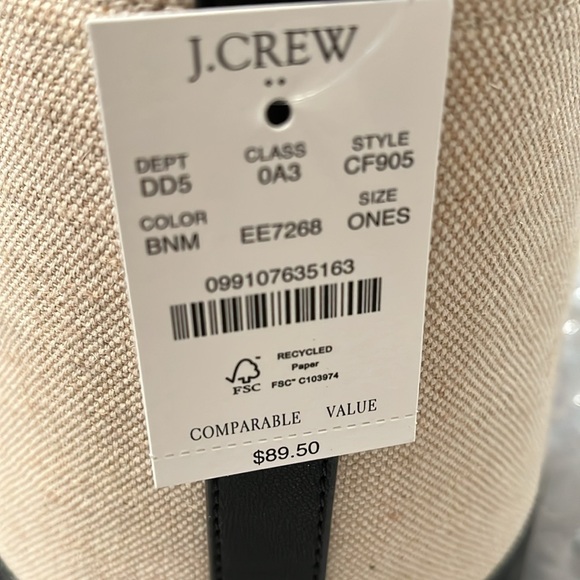 J.CREW
DEPT CLASS STYLE
DD5 0A3 CF905
COLOR SIZE
BNM EE7268 ONES
099107635163
RECYCLED
Paper
FSC™ FSC® C103974
COMPARABLE VALUE
$89.50